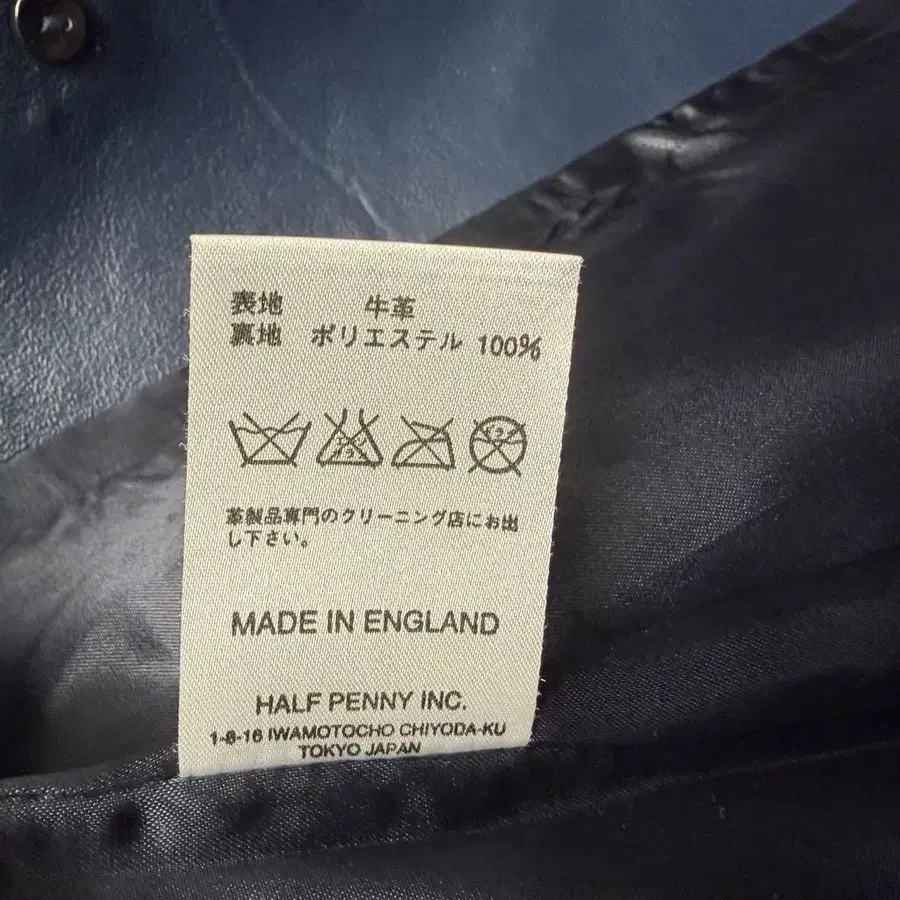 表地 牛革
裏地 ポリエステル 100%
革製品専門のクリーニング店にお出
し下さい。
MADE IN ENGLAND
HALF PENNY INC.
1-8-16 IWAMOTOCHO CHIYODA-KU
TOKYO JAPAN